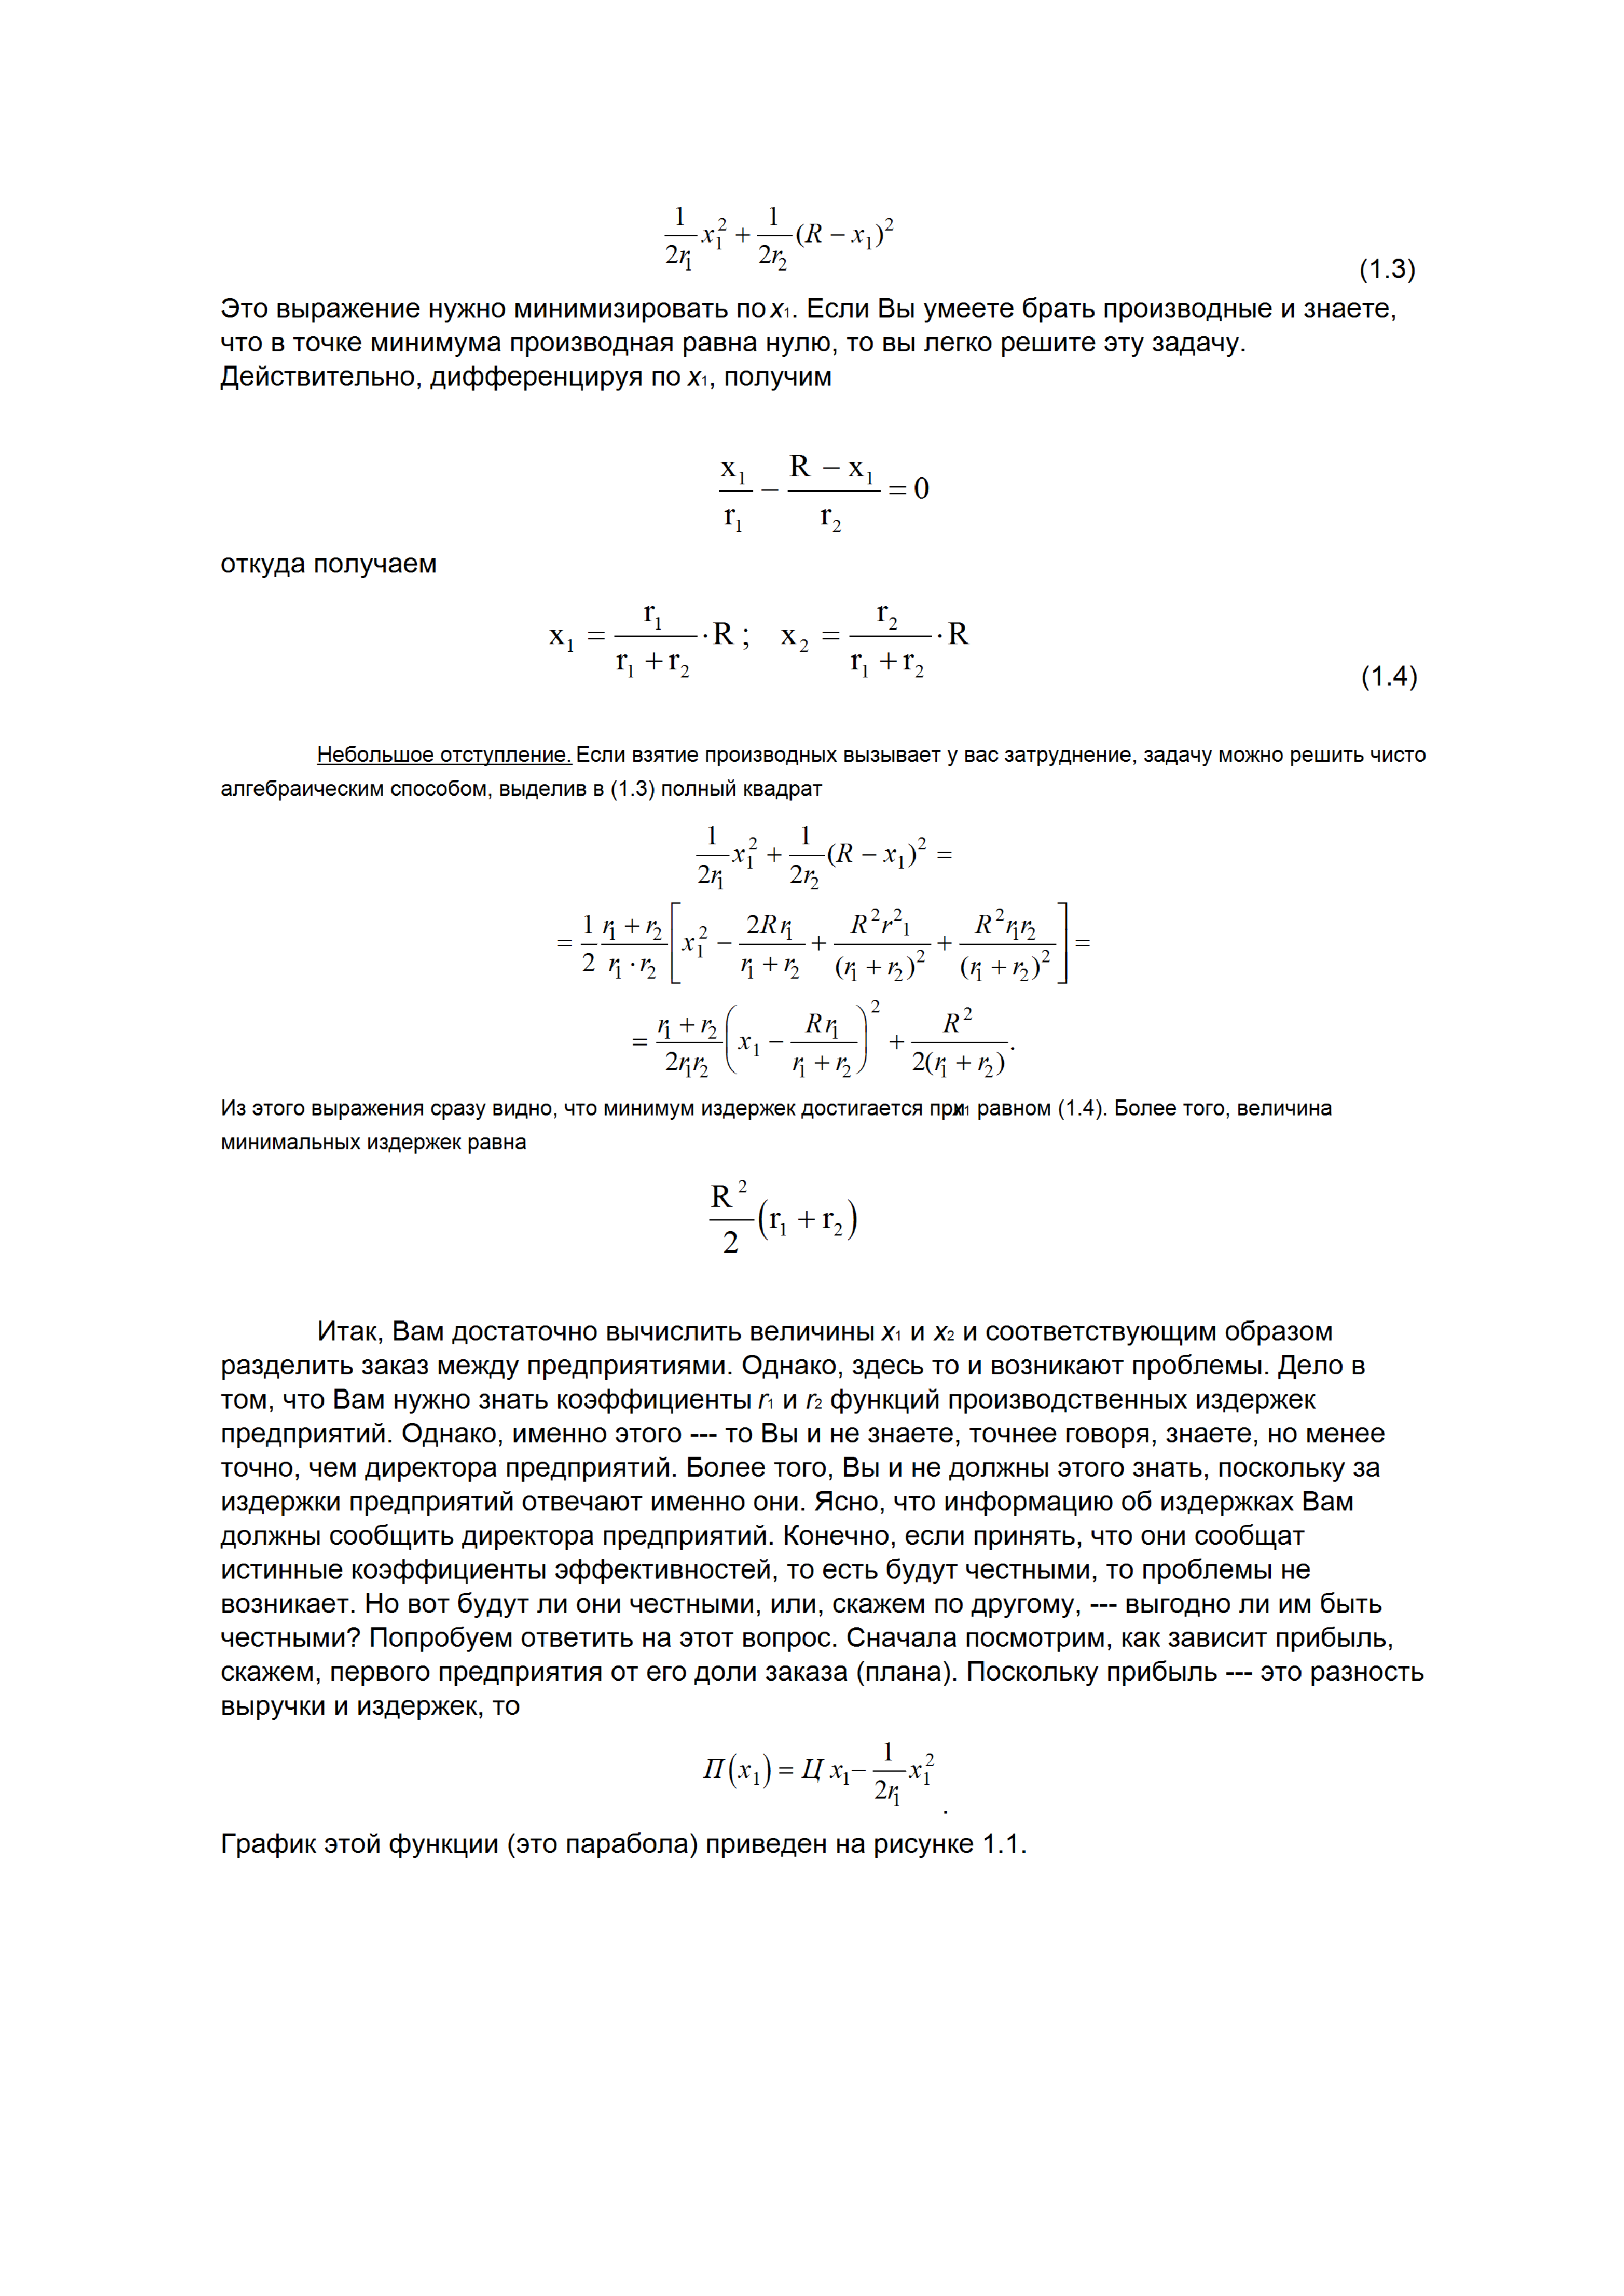 \frac{1}{2r_1}x_1^2 + \frac{1}{2r_2}(R - x_1)^2
(1.3)
Это выражение нужно минимизировать по x₁. Если Вы умеете брать производные и знаете,
что в точке минимума производная равна нулю, то вы легко решите эту задачу.
Действительно, дифференцируя по x₁, получим
\frac{x_1}{r_1} - \frac{R - x_1}{r_2} = 0
откуда получаем
x_1 = \frac{r_1}{r_1 + r_2} \cdot R ; x_2 = \frac{r_2}{r_1 + r_2} \cdot R
(1.4)
Небольшое отступление. Если взятие производных вызывает у вас затруднение, задачу можно решить чисто
алгебраическим способом, выделив в (1.3) полный квадрат
\frac{1}{2r_1}x_1^2 + \frac{1}{2r_2}(R - x_1)^2 =
= \frac{1}{2}\frac{r_1 + r_2}{r_1 \cdot r_2}\left[x_1^2 - \frac{2Rr_1}{r_1 + r_2} + \frac{R^2 r^2{}_1}{(r_1 + r_2)^2} + \frac{R^2 r_1 r_2}{(r_1 + r_2)^2}\right] =
= \frac{r_1 + r_2}{2r_1 r_2}\left(x_1 - \frac{Rr_1}{r_1 + r_2}\right)^2 + \frac{R^2}{2(r_1 + r_2)}.
Из этого выражения сразу видно, что минимум издержек достигается при x₁ равном (1.4). Более того, величина
минимальных издержек равна
\frac{R^2}{2}(r_1 + r_2)
Итак, Вам достаточно вычислить величины x₁ и x₂ и соответствующим образом
разделить заказ между предприятиями. Однако, здесь то и возникают проблемы. Дело в
том, что Вам нужно знать коэффициенты r₁ и r₂ функций производственных издержек
предприятий. Однако, именно этого --- то Вы и не знаете, точнее говоря, знаете, но менее
точно, чем директора предприятий. Более того, Вы и не должны этого знать, поскольку за
издержки предприятий отвечают именно они. Ясно, что информацию об издержках Вам
должны сообщить директора предприятий. Конечно, если принять, что они сообщат
истинные коэффициенты эффективностей, то есть будут честными, то проблемы не
возникает. Но вот будут ли они честными, или, скажем по другому, --- выгодно ли им быть
честными? Попробуем ответить на этот вопрос. Сначала посмотрим, как зависит прибыль,
скажем, первого предприятия от его доли заказа (плана). Поскольку прибыль --- это разность
выручки и издержек, то
П(x_1) = Ц x_1 - \frac{1}{2r_1}x_1^2.
График этой функции (это парабола) приведен на рисунке 1.1.